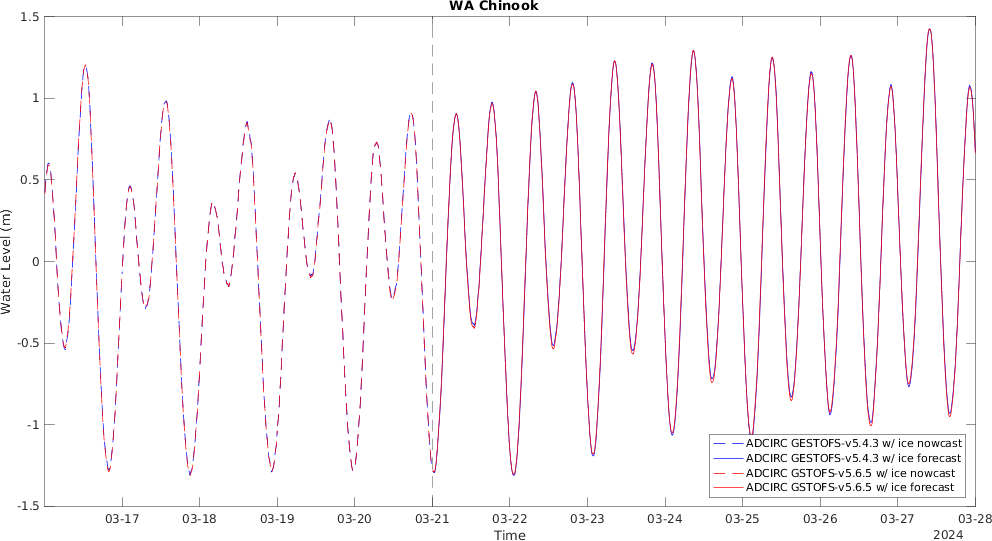 WA Chinook
1.5
1
0.5
0
-0.5
-1
-1.5
Water Level (m)
03-17 03-18 03-19 03-20 03-21 03-22 03-23 03-24 03-25 03-26 03-27 03-28
Time
2024
ADCIRC GESTOFS-v5.4.3 w/ ice nowcast
ADCIRC GESTOFS-v5.4.3 w/ ice forecast
ADCIRC GSTOFS-v5.6.5 w/ ice nowcast
ADCIRC GSTOFS-v5.6.5 w/ ice forecast